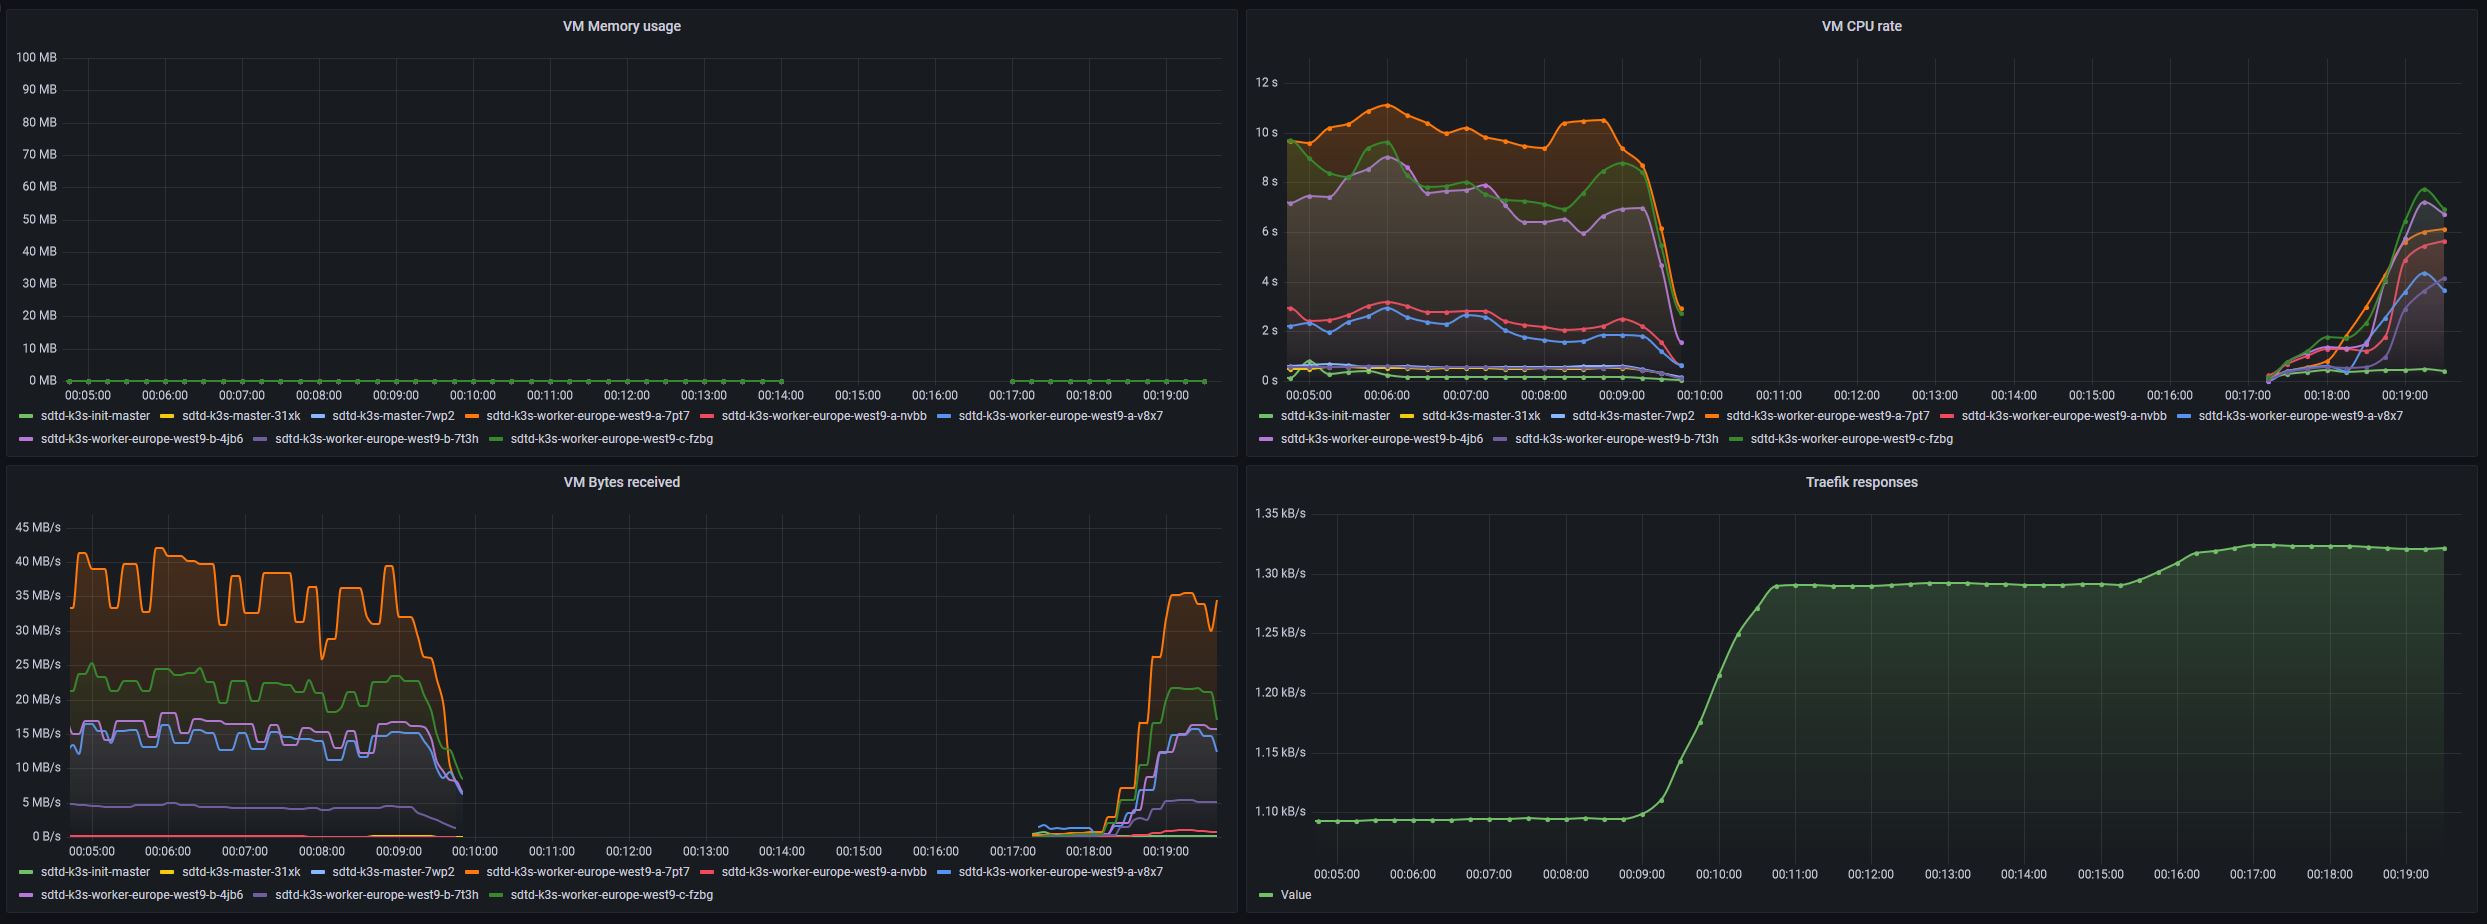 VM Memory usage
100 MB
90 MB
80 MB
70 MB
60 MB
50 MB
40 MB
30 MB
20 MB
10 MB
0 MB
00:05:00 00:06:00 00:07:00 00:08:00 00:09:00 00:10:00 00:11:00 00:12:00 00:13:00 00:14:00 00:15:00 00:16:00 00:17:00 00:18:00 00:19:00
sdtd-k3s-init-master sdtd-k3s-master-31xk sdtd-k3s-master-7wp2 sdtd-k3s-worker-europe-west9-a-7pt7 sdtd-k3s-worker-europe-west9-a-nvbb sdtd-k3s-worker-europe-west9-a-v8x7
sdtd-k3s-worker-europe-west9-b-4jb6 sdtd-k3s-worker-europe-west9-b-7t3h sdtd-k3s-worker-europe-west9-c-fzbg
VM CPU rate
12 s
10 s
8 s
6 s
4 s
2 s
0 s
00:05:00 00:06:00 00:07:00 00:08:00 00:09:00 00:10:00 00:11:00 00:12:00 00:13:00 00:14:00 00:15:00 00:16:00 00:17:00 00:18:00 00:19:00
sdtd-k3s-init-master sdtd-k3s-master-31xk sdtd-k3s-master-7wp2 sdtd-k3s-worker-europe-west9-a-7pt7 sdtd-k3s-worker-europe-west9-a-nvbb sdtd-k3s-worker-europe-west9-a-v8x7
sdtd-k3s-worker-europe-west9-b-4jb6 sdtd-k3s-worker-europe-west9-b-7t3h sdtd-k3s-worker-europe-west9-c-fzbg
VM Bytes received
45 MB/s
40 MB/s
35 MB/s
30 MB/s
25 MB/s
20 MB/s
15 MB/s
10 MB/s
5 MB/s
0 B/s
00:05:00 00:06:00 00:07:00 00:08:00 00:09:00 00:10:00 00:11:00 00:12:00 00:13:00 00:14:00 00:15:00 00:16:00 00:17:00 00:18:00 00:19:00
sdtd-k3s-init-master sdtd-k3s-master-31xk sdtd-k3s-master-7wp2 sdtd-k3s-worker-europe-west9-a-7pt7 sdtd-k3s-worker-europe-west9-a-nvbb sdtd-k3s-worker-europe-west9-a-v8x7
sdtd-k3s-worker-europe-west9-b-4jb6 sdtd-k3s-worker-europe-west9-b-7t3h sdtd-k3s-worker-europe-west9-c-fzbg
Traefik responses
1.35 kB/s
1.30 kB/s
1.25 kB/s
1.20 kB/s
1.15 kB/s
1.10 kB/s
00:05:00 00:06:00 00:07:00 00:08:00 00:09:00 00:10:00 00:11:00 00:12:00 00:13:00 00:14:00 00:15:00 00:16:00 00:17:00 00:18:00 00:19:00
Value